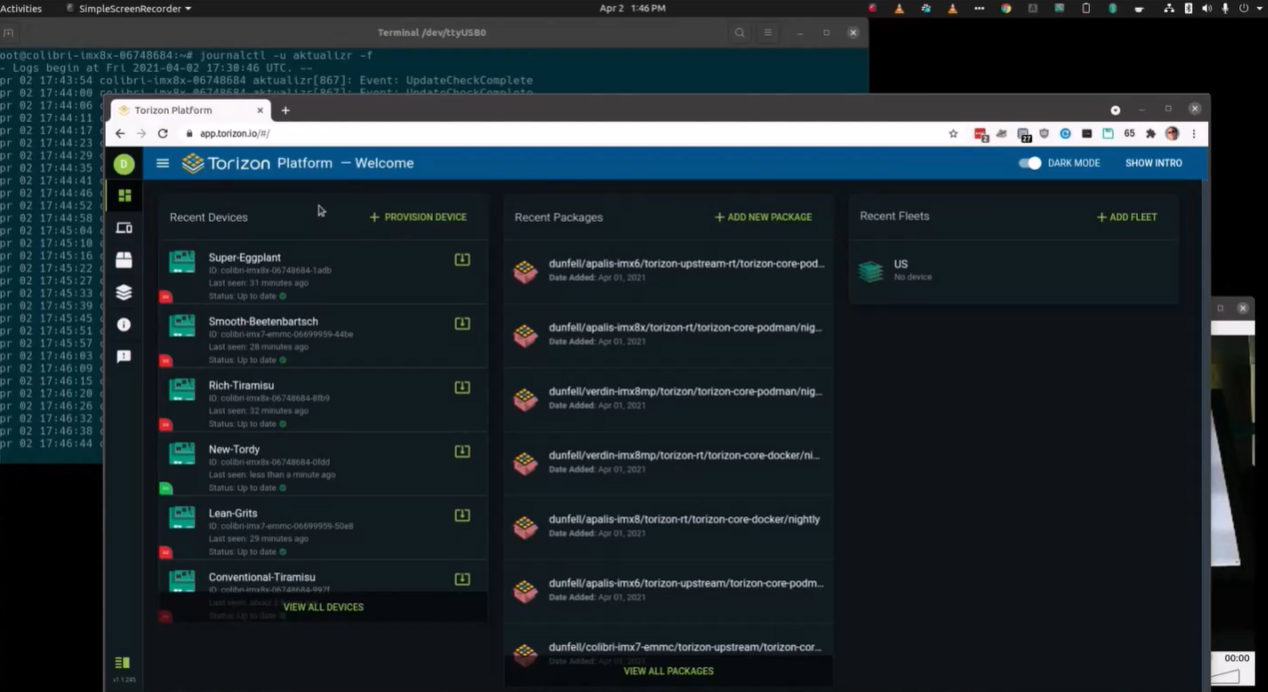 Activities
SimpleScreenRecorder
Apr 2 1:46 PM
Terminal /dev/ttyUSB0
oot@colibri-imx8x-06748684:~# journalctl -u aktualizr -f
- Logs begin at Fri 2021-04-02 17:30:46 UTC. --
pr 02 17:43:54 colibri-imx8x-06748684 aktualizr[867]: Event: UpdateCheckComplete
pr 02 17:44:00 colibri-imx8x-06748684 aktualizr[867]: Event: UpdateCheckComplete
pr 02 17:44:06
pr 02 17:44:11
pr 02 17:44:17
pr 02 17:44:23
pr 02 17:44:29
pr 02 17:44:35
pr 02 17:44:41
pr 02 17:44:46
pr 02 17:44:52
pr 02 17:44:58
pr 02 17:45:04
pr 02 17:45:10
pr 02 17:45:16
pr 02 17:45:22
pr 02 17:45:27
pr 02 17:45:33
pr 02 17:45:39
pr 02 17:45:45
pr 02 17:45:51
pr 02 17:45:57
pr 02 17:46:03
pr 02 17:46:09
pr 02 17:46:15
pr 02 17:46:20
pr 02 17:46:26
pr 02 17:46:32
pr 02 17:46:38
pr 02 17:46:44
Torizon Platform
app.torizon.io/#/
2
27
65
D
Torizon Platform — Welcome
DARK MODE
SHOW INTRO
Recent Devices
+ PROVISION DEVICE
Super-Eggplant
ID: colibri-imx8x-06748684-1adb
Last seen: 31 minutes ago
Status: Up to date
Smooth-Beetenbartsch
ID: colibri-imx7-emmc-06699959-44be
Last seen: 28 minutes ago
Status: Up to date
Rich-Tiramisu
ID: colibri-imx8x-06748684-8fb9
Last seen: 32 minutes ago
Status: Up to date
New-Tordy
ID: colibri-imx8x-06748684-0fdd
Last seen: less than a minute ago
Status: Up to date
Lean-Grits
ID: colibri-imx7-emmc-06699959-50e8
Last seen: 29 minutes ago
Status: Up to date
Conventional-Tiramisu
ID: colibri-imx8x-06748684-997f
VIEW ALL DEVICES
Recent Packages
+ ADD NEW PACKAGE
dunfell/apalis-imx6/torizon-upstream-rt/torizon-core-pod...
Date Added: Apr 01, 2021
dunfell/apalis-imx8x/torizon-rt/torizon-core-podman/nig...
Date Added: Apr 01, 2021
dunfell/verdin-imx8mp/torizon/torizon-core-podman/nig...
Date Added: Apr 01, 2021
dunfell/verdin-imx8mp/torizon-rt/torizon-core-docker/ni...
Date Added: Apr 01, 2021
dunfell/apalis-imx8/torizon-rt/torizon-core-docker/nightly
Date Added: Apr 01, 2021
dunfell/apalis-imx6/torizon-upstream/torizon-core-podm...
Date Added: Apr 01, 2021
dunfell/colibri-imx7-emmc/torizon-upstream/torizon-cor...
Date Added: Apr 01, 2021
VIEW ALL PACKAGES
Recent Fleets
+ ADD FLEET
US
No device
00:00